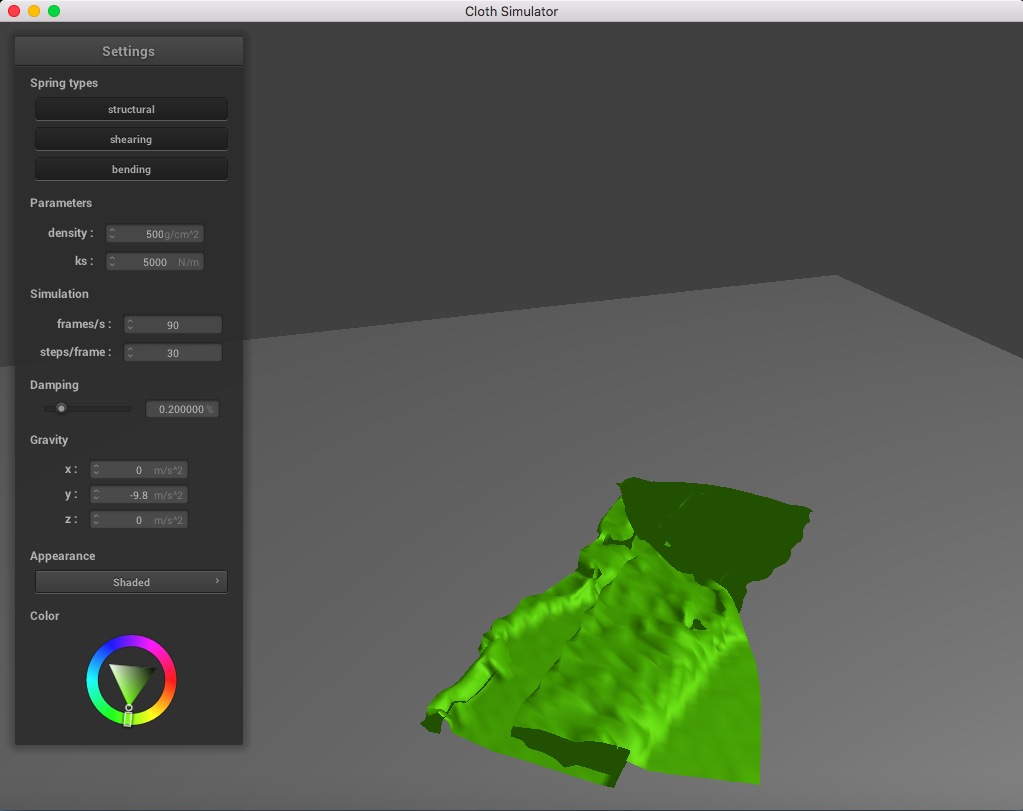 Cloth Simulator
Settings
Spring types
structural
shearing
bending
Parameters
density : 500 g/cm^2
ks : 5000 N/m
Simulation
frames/s : 90
steps/frame : 30
Damping
0.200000 %
Gravity
x : 0 m/s^2
y : -9.8 m/s^2
z : 0 m/s^2
Appearance
Shaded
Color